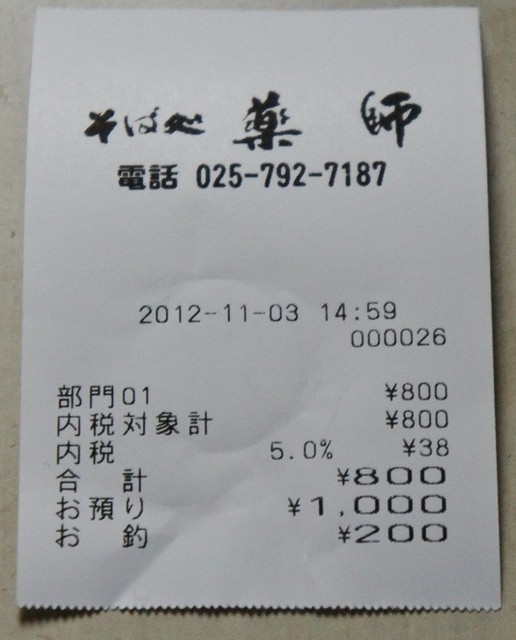 そば処 薬師
電話 025-792-7187
2012-11-03 14:59
000026
部門01 ¥800
内税対象計 ¥800
内税 5.0% ¥38
合 計 ¥800
お預り ¥1,000
お 釣 ¥200